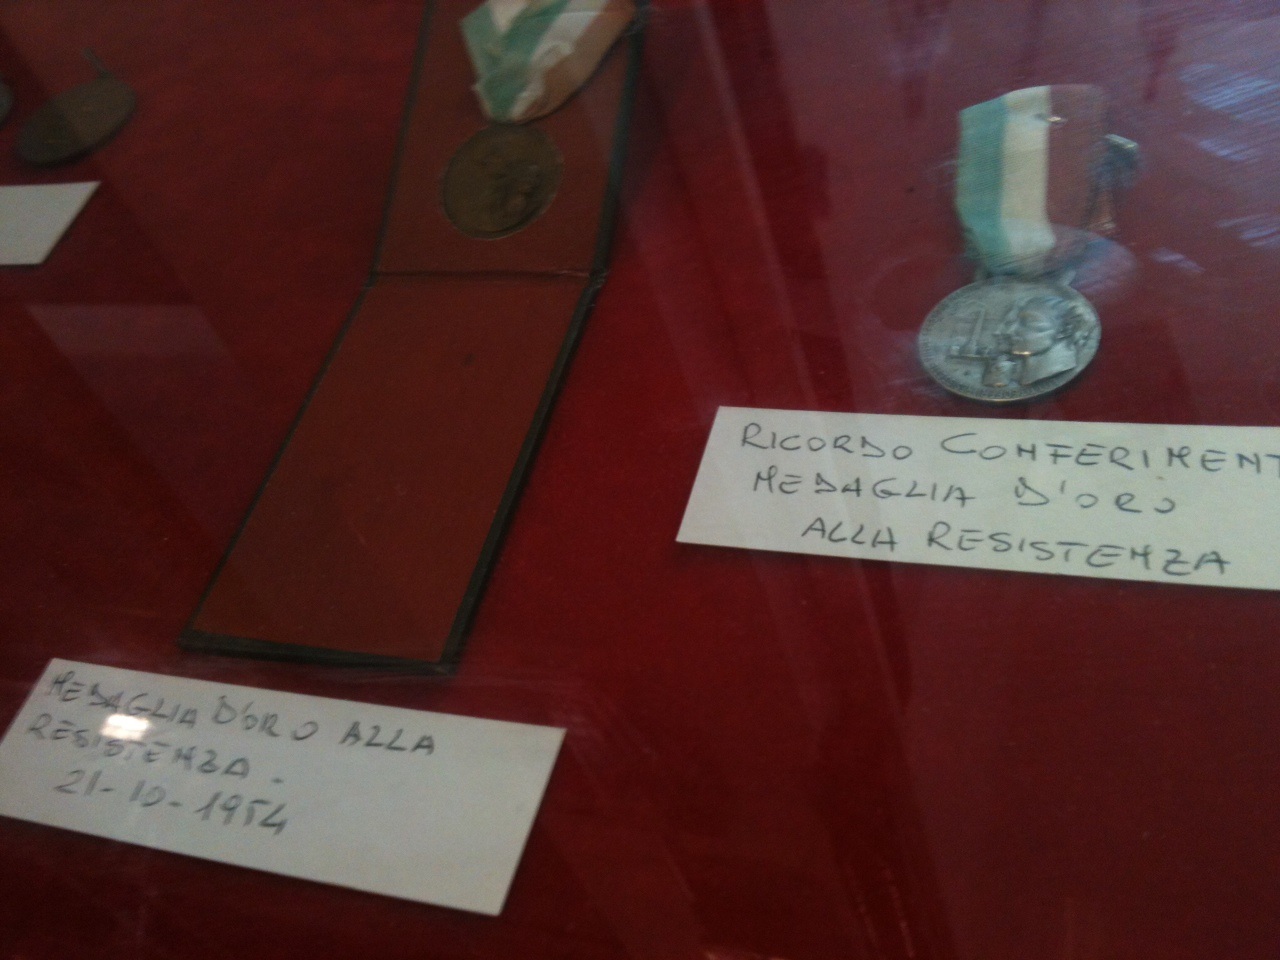 RICORDO CONFERIMENT
MEDAGLIA D'ORO
ALLA RESISTENZA
MEDAGLIA D'ORO ALLA
RESISTENZA -
21-10-1954